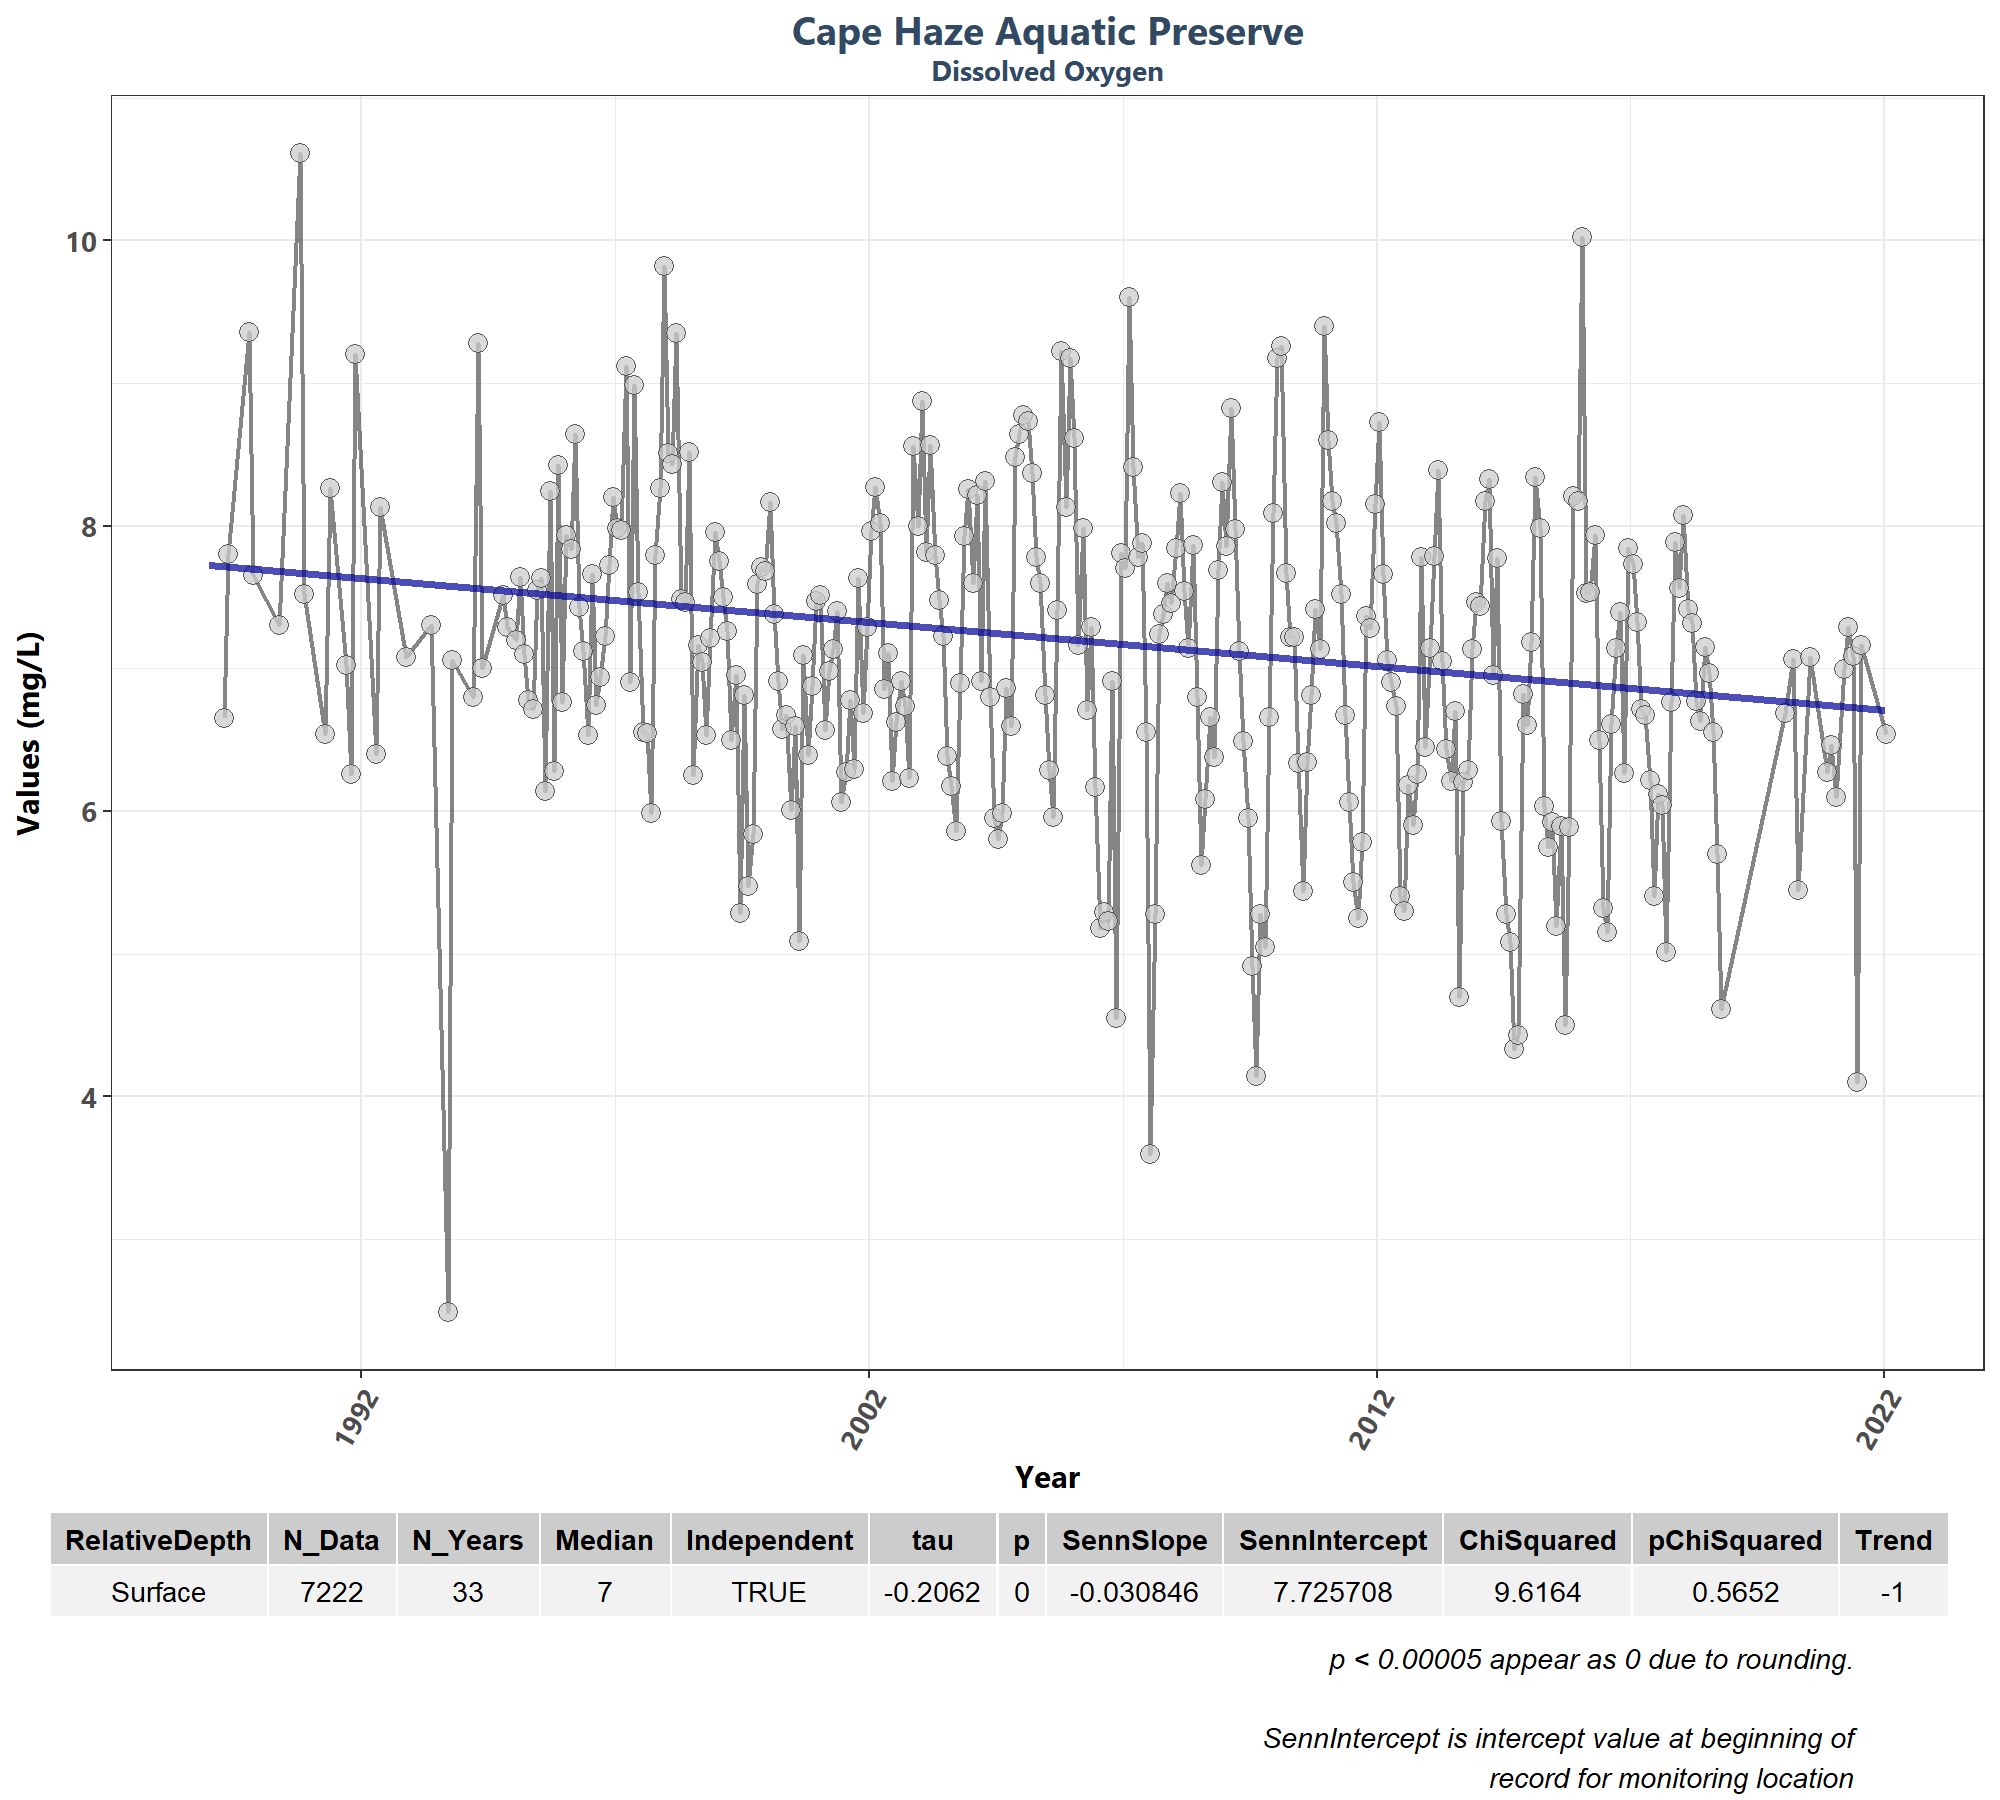 Cape Haze Aquatic Preserve
Dissolved Oxygen
Values (mg/L)
10
8
6
4
1992
2002
2012
2022
Year
RelativeDepth N_Data N_Years Median Independent tau p SennSlope SennIntercept ChiSquared pChiSquared Trend
Surface 7222 33 7 TRUE -0.2062 0 -0.030846 7.725708 9.6164 0.5652 -1
p < 0.00005 appear as 0 due to rounding.
SennIntercept is intercept value at beginning of
record for monitoring location